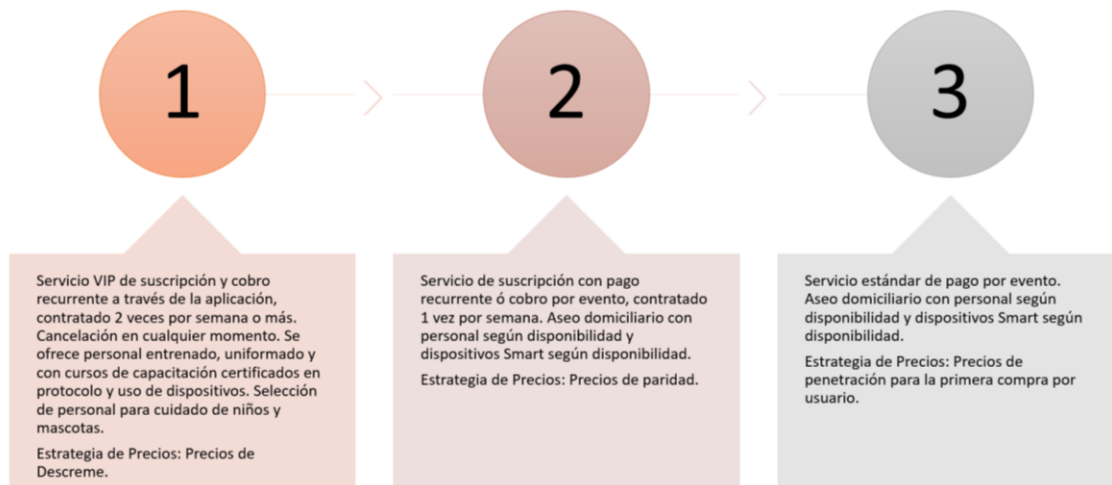 1
Servicio VIP de suscripción y cobro
recurrente a través de la aplicación,
contratado 2 veces por semana o más.
Cancelación en cualquier momento. Se
ofrece personal entrenado, uniformado y
con cursos de capacitación certificados en
protocolo y uso de dispositivos. Selección
de personal para cuidado de niños y
mascotas.
Estrategia de Precios: Precios de
Descreme.
2
Servicio de suscripción con pago
recurrente ó cobro por evento, contratado
1 vez por semana. Aseo domiciliario con
personal según disponibilidad y
dispositivos Smart según disponibilidad.
Estrategia de Precios: Precios de paridad.
3
Servicio estándar de pago por evento.
Aseo domiciliario con personal según
disponibilidad y dispositivos Smart según
disponibilidad.
Estrategia de Precios: Precios de
penetración para la primera compra por
usuario.